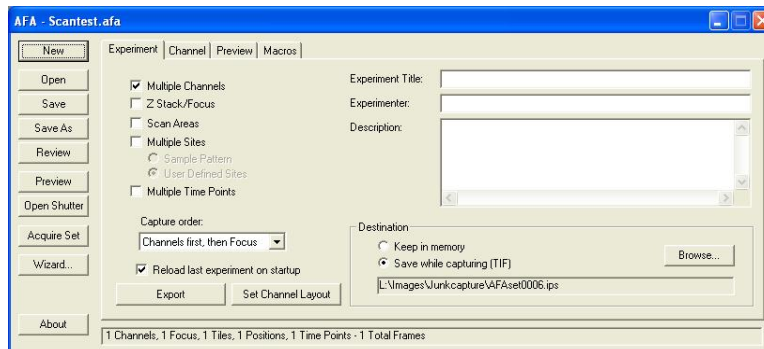 AFA - Scantest.afa
New
Open
Save
Save As
Review
Preview
Open Shutter
Acquire Set
Wizard...
About
Experiment Channel Preview Macros
Multiple Channels
Z Stack/Focus
Scan Areas
Multiple Sites
Sample Pattern
User Defined Sites
Multiple Time Points
Capture order:
Channels first, then Focus
Reload last experiment on startup
Export Set Channel Layout
Experiment Title:
Experimenter:
Description:
Destination
Keep in memory
Save while capturing (TIF)
Browse...
L:\Images\Junkcapture\AFAset0006.ips
1 Channels, 1 Focus, 1 Tiles, 1 Positions, 1 Time Points - 1 Total Frames